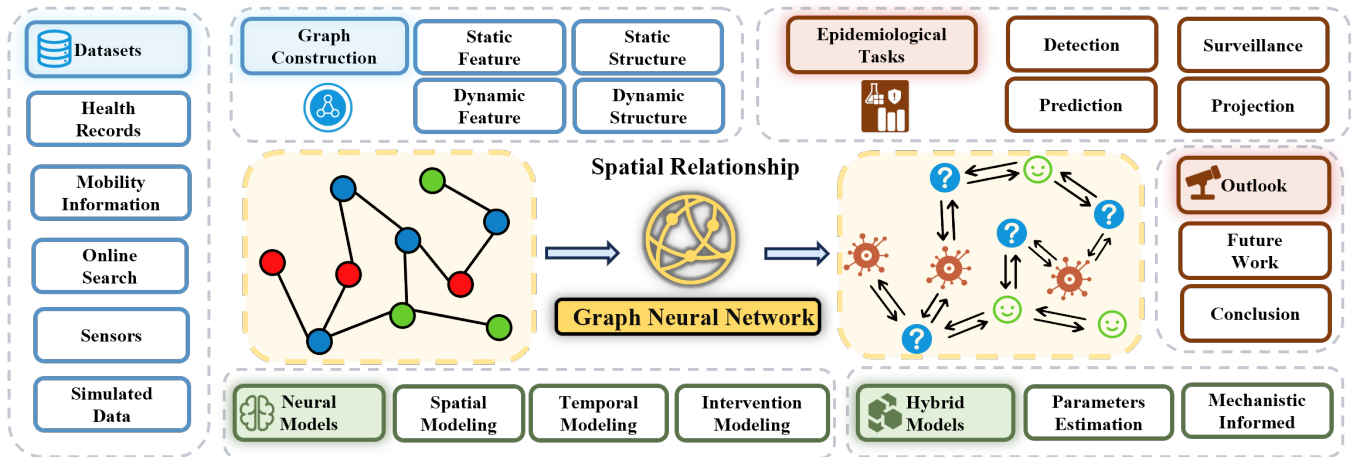 Datasets
Health
Records
Mobility
Information
Online
Search
Sensors
Simulated
Data
Graph
Construction
Static
Feature
Static
Structure
Dynamic
Feature
Dynamic
Structure
Epidemiological
Tasks
Detection
Surveillance
Prediction
Projection
Spatial Relationship
Graph Neural Network
?
?
?
?
Outlook
Future
Work
Conclusion
Neural
Models
Spatial
Modeling
Temporal
Modeling
Intervention
Modeling
Hybrid
Models
Parameters
Estimation
Mechanistic
Informed